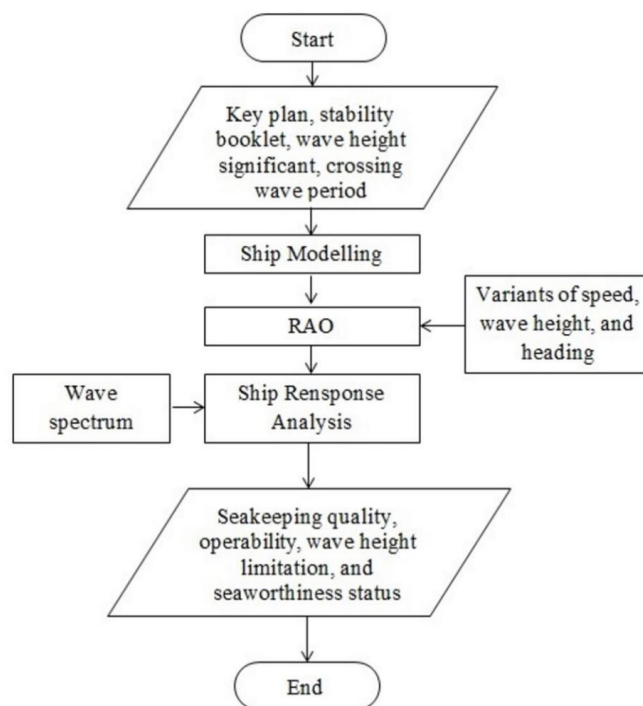 Start
Key plan, stability
booklet, wave height
significant, crossing
wave period
Ship Modelling
RAO
Variants of speed,
wave height, and
heading
Wave
spectrum
Ship Rensponse
Analysis
Seakeeping quality,
operability, wave height
limitation, and
seaworthiness status
End